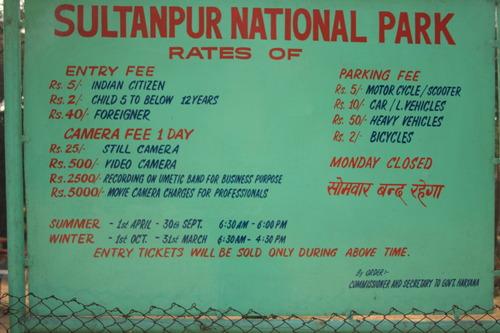 SULTANPUR NATIONAL PARK
RATES OF
ENTRY FEE
Rs. 5/- INDIAN CITIZEN
Rs. 2/- CHILD 5 TO BELOW 12 YEARS
Rs. 40/- FOREIGNER
CAMERA FEE 1 DAY
Rs. 25/- STILL CAMERA
Rs. 500/- VIDEO CAMERA
Rs. 2500/- RECORDING ON UMETIC BAND FOR BUSINESS PURPOSE
Rs. 5000/- MOVIE CAMERA CHARGES FOR PROFESSIONALS
PARKING FEE
Rs. 5/- MOTOR CYCLE/SCOOTER
Rs. 10/- CAR / L.VEHICLES
Rs. 50/- HEAVY VEHICLES
Rs. 2/- BICYCLES
MONDAY CLOSED
सोमवार बन्द रहेगा
SUMMER - 1st APRIL - 30th SEPT. 6:30 AM - 6:00 PM
WINTER - 1st OCT. - 31st MARCH 6:30 AM - 4:30 PM
ENTRY TICKETS WILL BE SOLD ONLY DURING ABOVE TIME.
By ORDER:-
COMMISSIONER AND SECRETARY TO GOVT. HARYANA